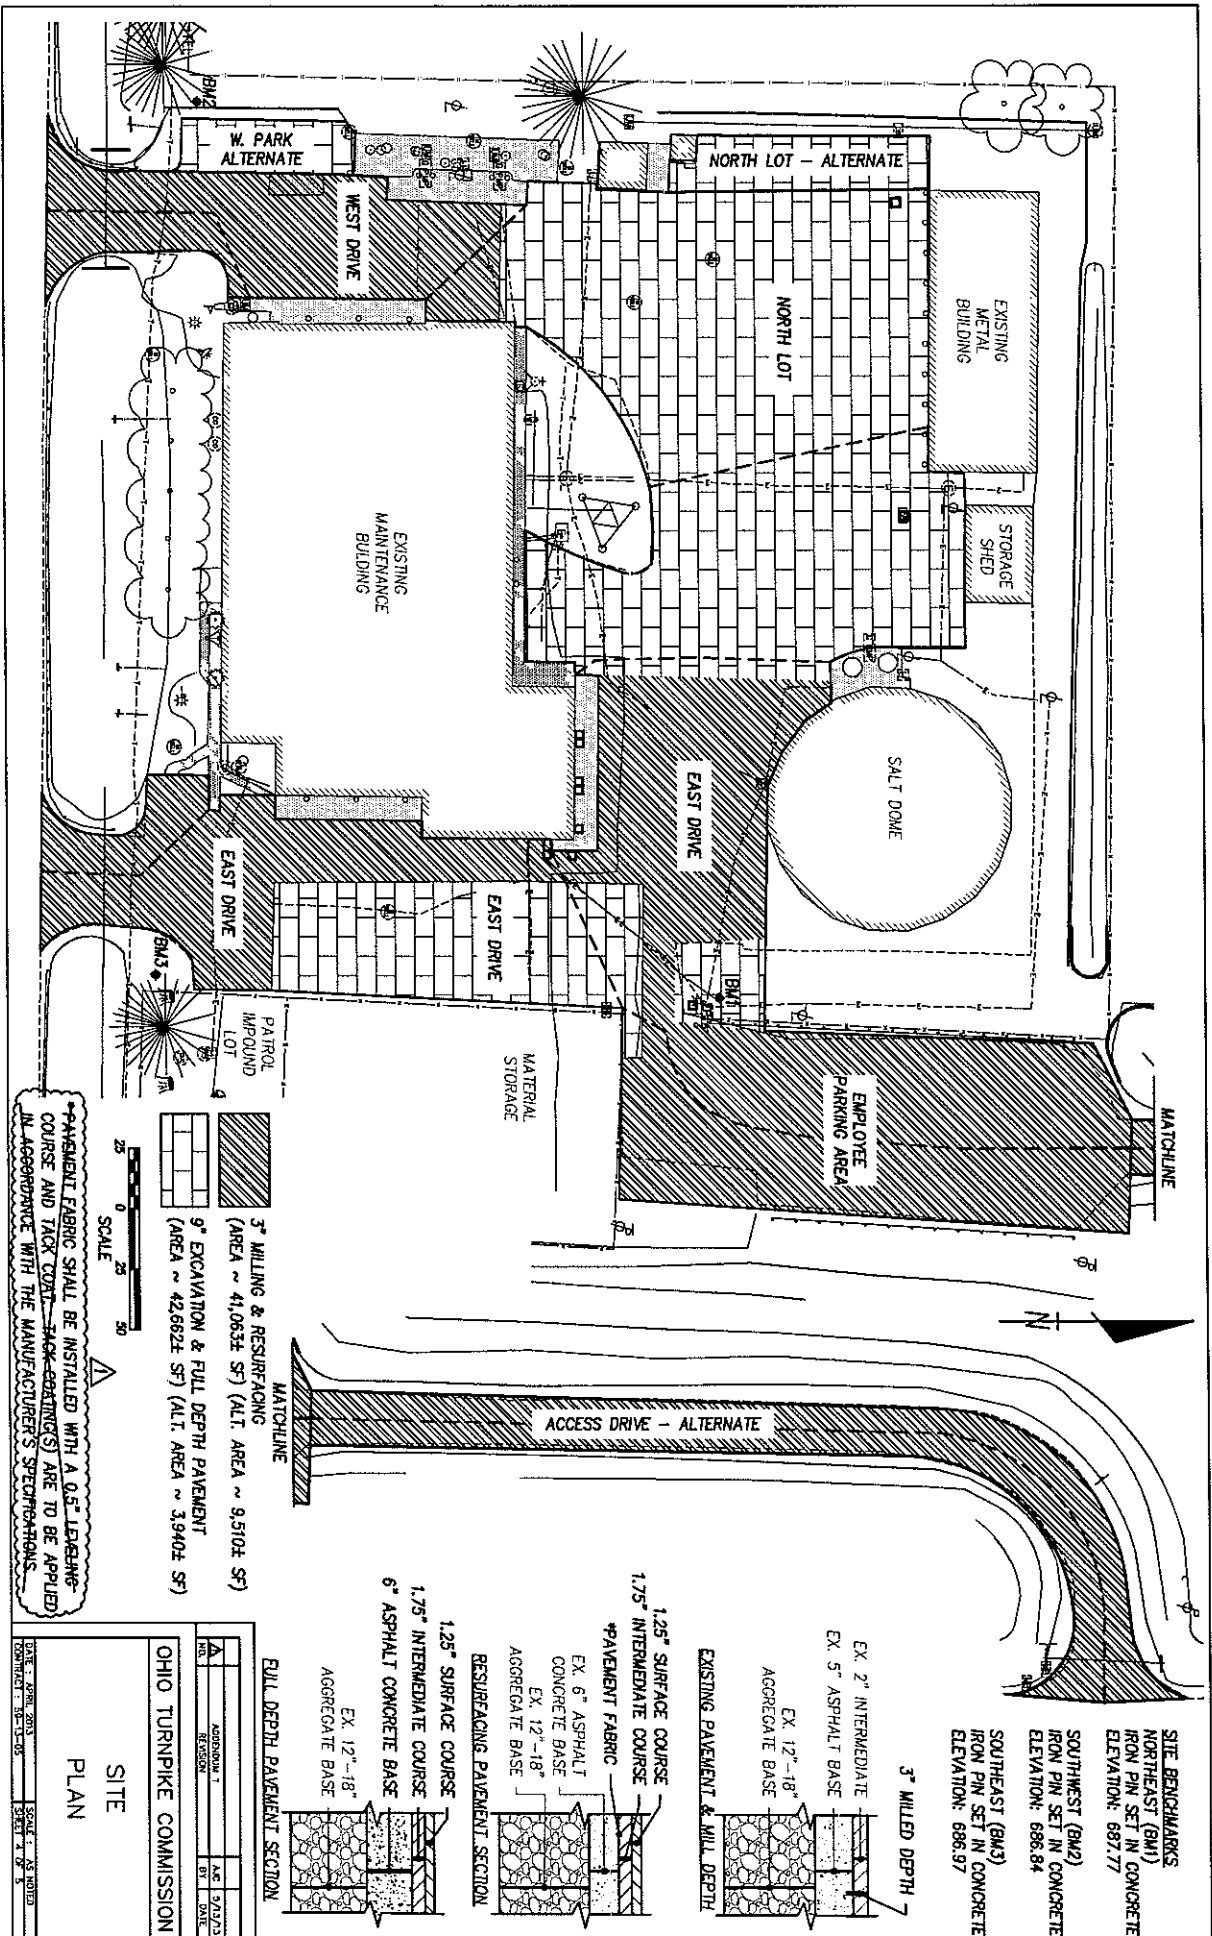 W. PARK
ALTERNATE
WEST DRIVE
NORTH LOT - ALTERNATE
NORTH LOT
EXISTING
METAL
BUILDING
STORAGE
SHED
EXISTING
MAINTENANCE
BUILDING
SALT DOME
EAST DRIVE
EAST DRIVE
EAST DRIVE
BM1
BM2
BM3
PATROL
IMPOUND
LOT
MATERIAL
STORAGE
EMPLOYEE
PARKING AREA
MATCHLINE
N
MATCHLINE
ACCESS DRIVE - ALTERNATE
3" MILLING & RESURFACING
(AREA ~ 41,063± SF) (ALT. AREA ~ 9,510± SF)
9" EXCAVATION & FULL DEPTH PAVEMENT
(AREA ~ 42,662± SF) (ALT. AREA ~ 3,940± SF)
25 0 25 50
SCALE
1
*PAVEMENT FABRIC SHALL BE INSTALLED WITH A 0.5" LEVELING
COURSE AND TACK COAT. TACK COATING(S) ARE TO BE APPLIED
IN ACCORDANCE WITH THE MANUFACTURER'S SPECIFICATIONS
SITE BENCHMARKS
NORTHEAST (BM1)
IRON PIN SET IN CONCRETE
ELEVATION: 687.77
SOUTHWEST (BM2)
IRON PIN SET IN CONCRETE
ELEVATION: 686.84
SOUTHEAST (BM3)
IRON PIN SET IN CONCRETE
ELEVATION: 686.97
3" MILLED DEPTH
EX. 2" INTERMEDIATE
EX. 5" ASPHALT BASE
EX. 12"-18"
AGGREGATE BASE
EXISTING PAVEMENT & MILL DEPTH
1.25" SURFACE COURSE
1.75" INTERMEDIATE COURSE
*PAVEMENT FABRIC
EX. 6" ASPHALT
CONCRETE BASE
EX. 12"-18"
AGGREGATE BASE
RESURFACING PAVEMENT SECTION
1.25" SURFACE COURSE
1.75" INTERMEDIATE COURSE
6" ASPHALT CONCRETE BASE
EX. 12"-18"
AGGREGATE BASE
FULL DEPTH PAVEMENT SECTION
ADDENDUM 1
NO. REVISION BY DATE
OHIO TURNPIKE COMMISSION
SITE
PLAN
DATE : APRIL 2013
SCALE : AS NOTED
CONTRACT : 59-13-05
SHEET 4 OF 5